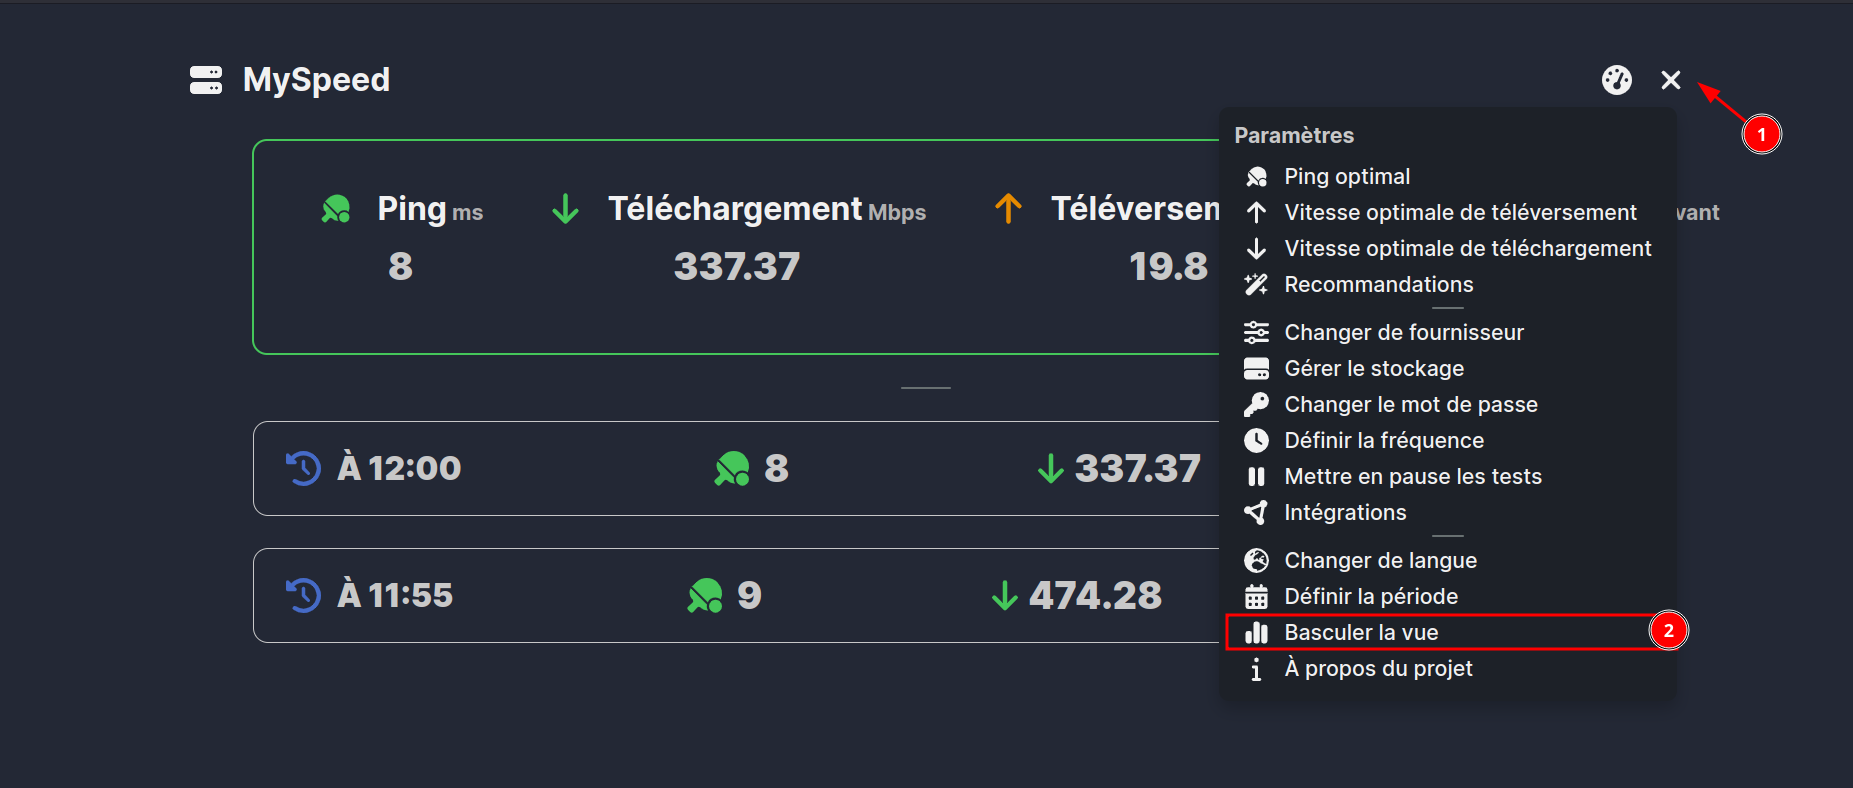 MySpeed
1
Paramètres
Ping optimal
Vitesse optimale de téléversement
Vitesse optimale de téléchargement
Recommandations
Changer de fournisseur
Gérer le stockage
Changer le mot de passe
Définir la fréquence
Mettre en pause les tests
Intégrations
Changer de langue
Définir la période
Basculer la vue
2
À propos du projet
Ping ms
8
Téléchargement Mbps
337.37
Téléversem
19.8
vant
À 12:00 8 337.37
À 11:55 9 474.28